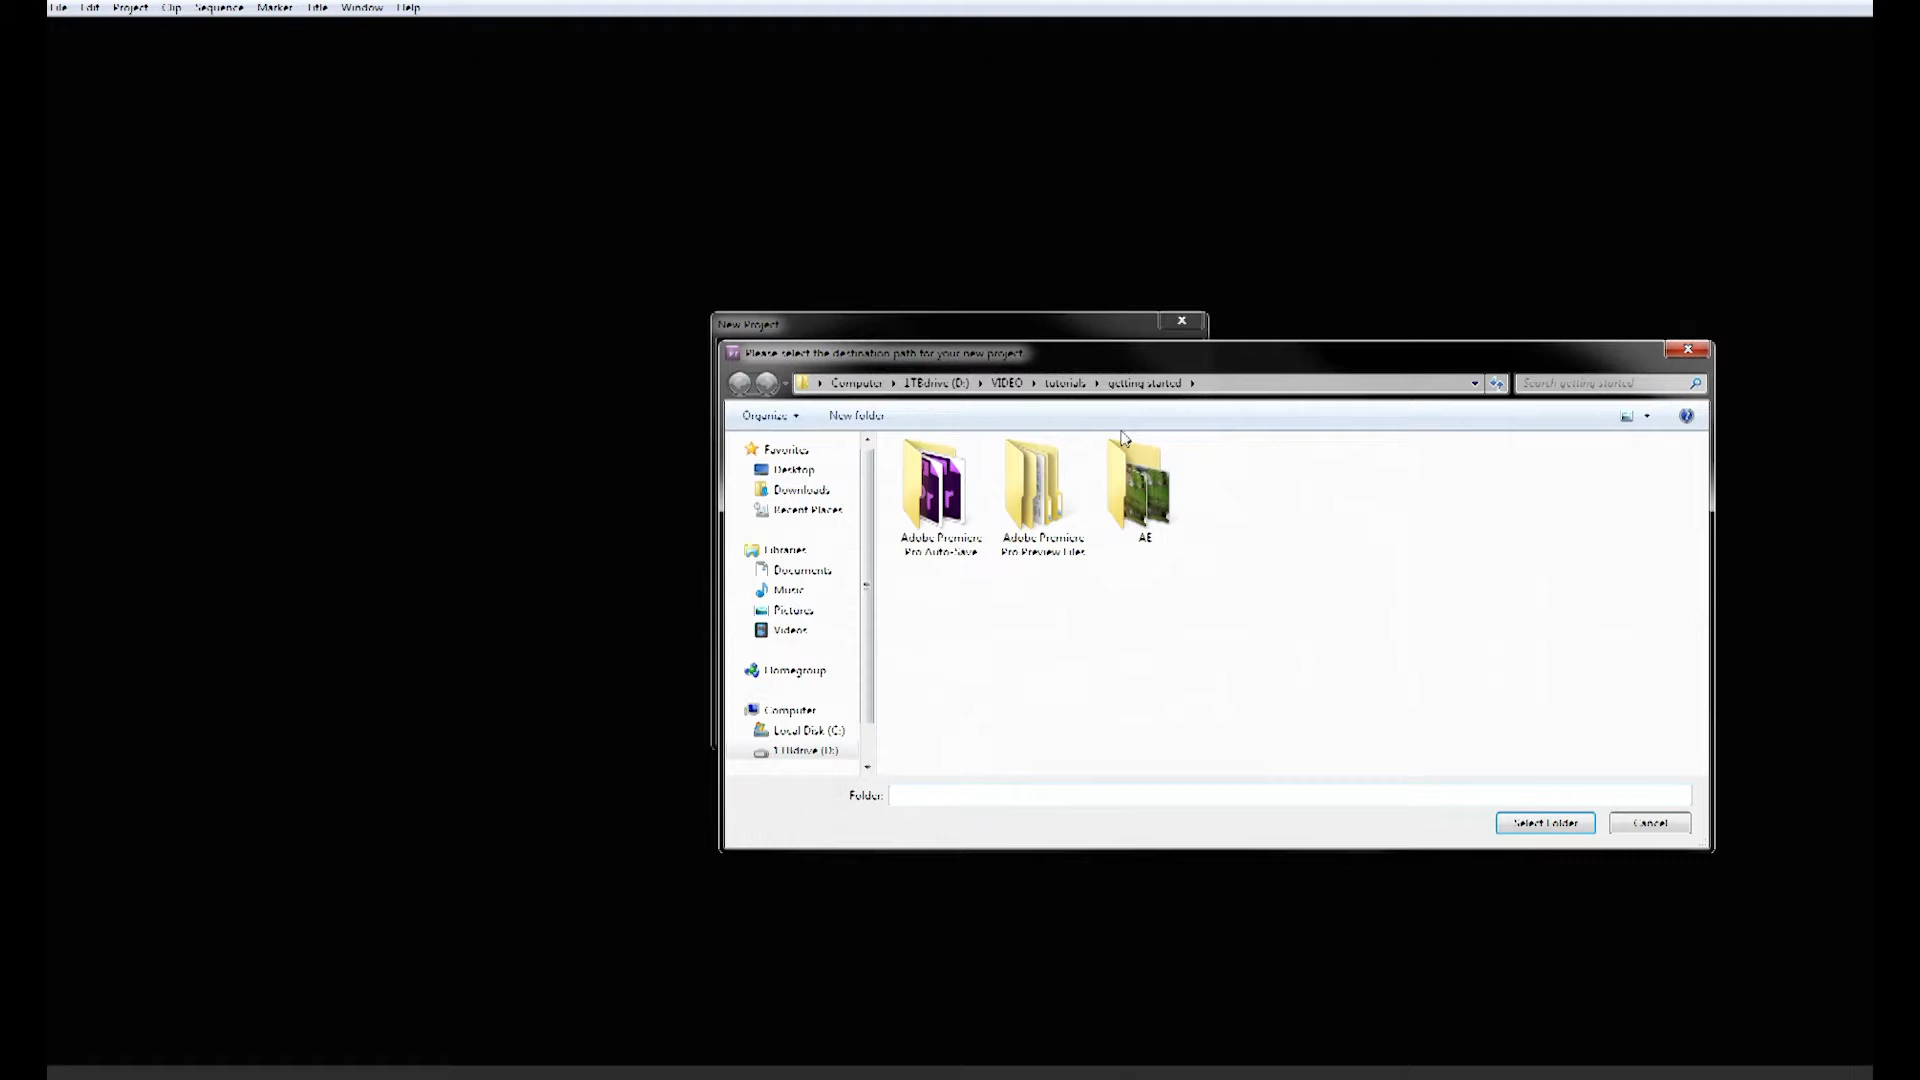 File Edit Project Clip Sequence Marker Title Window Help
New Project
Please select the destination path for your new project
Computer 1TBdrive (D:) VIDEO tutorials getting started
Search getting started
Organize New folder
Favorites
Desktop
Downloads
Recent Places
Libraries
Documents
Music
Pictures
Videos
Homegroup
Computer
Local Disk (C:)
1TBdrive (D:)
Adobe Premiere
Pro Auto-Save
Adobe Premiere
Pro Preview Files
AE
Folder:
Select Folder Cancel